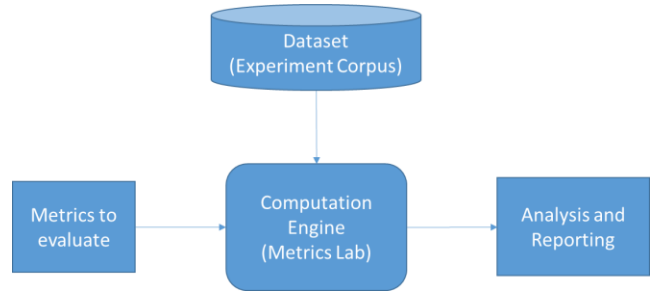 Dataset
(Experiment Corpus)
Metrics to
evaluate
Computation
Engine
(Metrics Lab)
Analysis and
Reporting